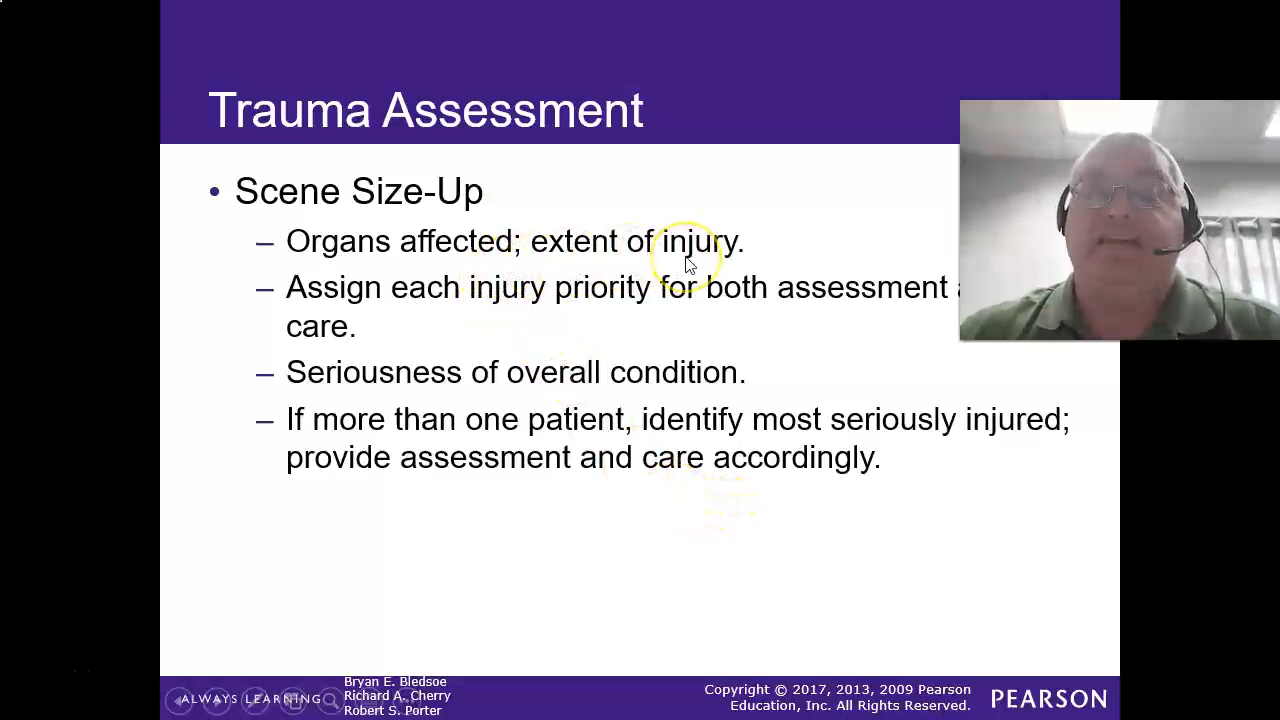 Trauma Assessment
• Scene Size-Up
– Organs affected; extent of injury.
– Assign each injury priority for both assessment
care.
– Seriousness of overall condition.
– If more than one patient, identify most seriously injured;
provide assessment and care accordingly.
ALWAYS LEARNING
Bryan E. Bledsoe
Richard A. Cherry
Robert S. Porter
Copyright © 2017, 2013, 2009 Pearson
Education, Inc. All Rights Reserved.
PEARSON